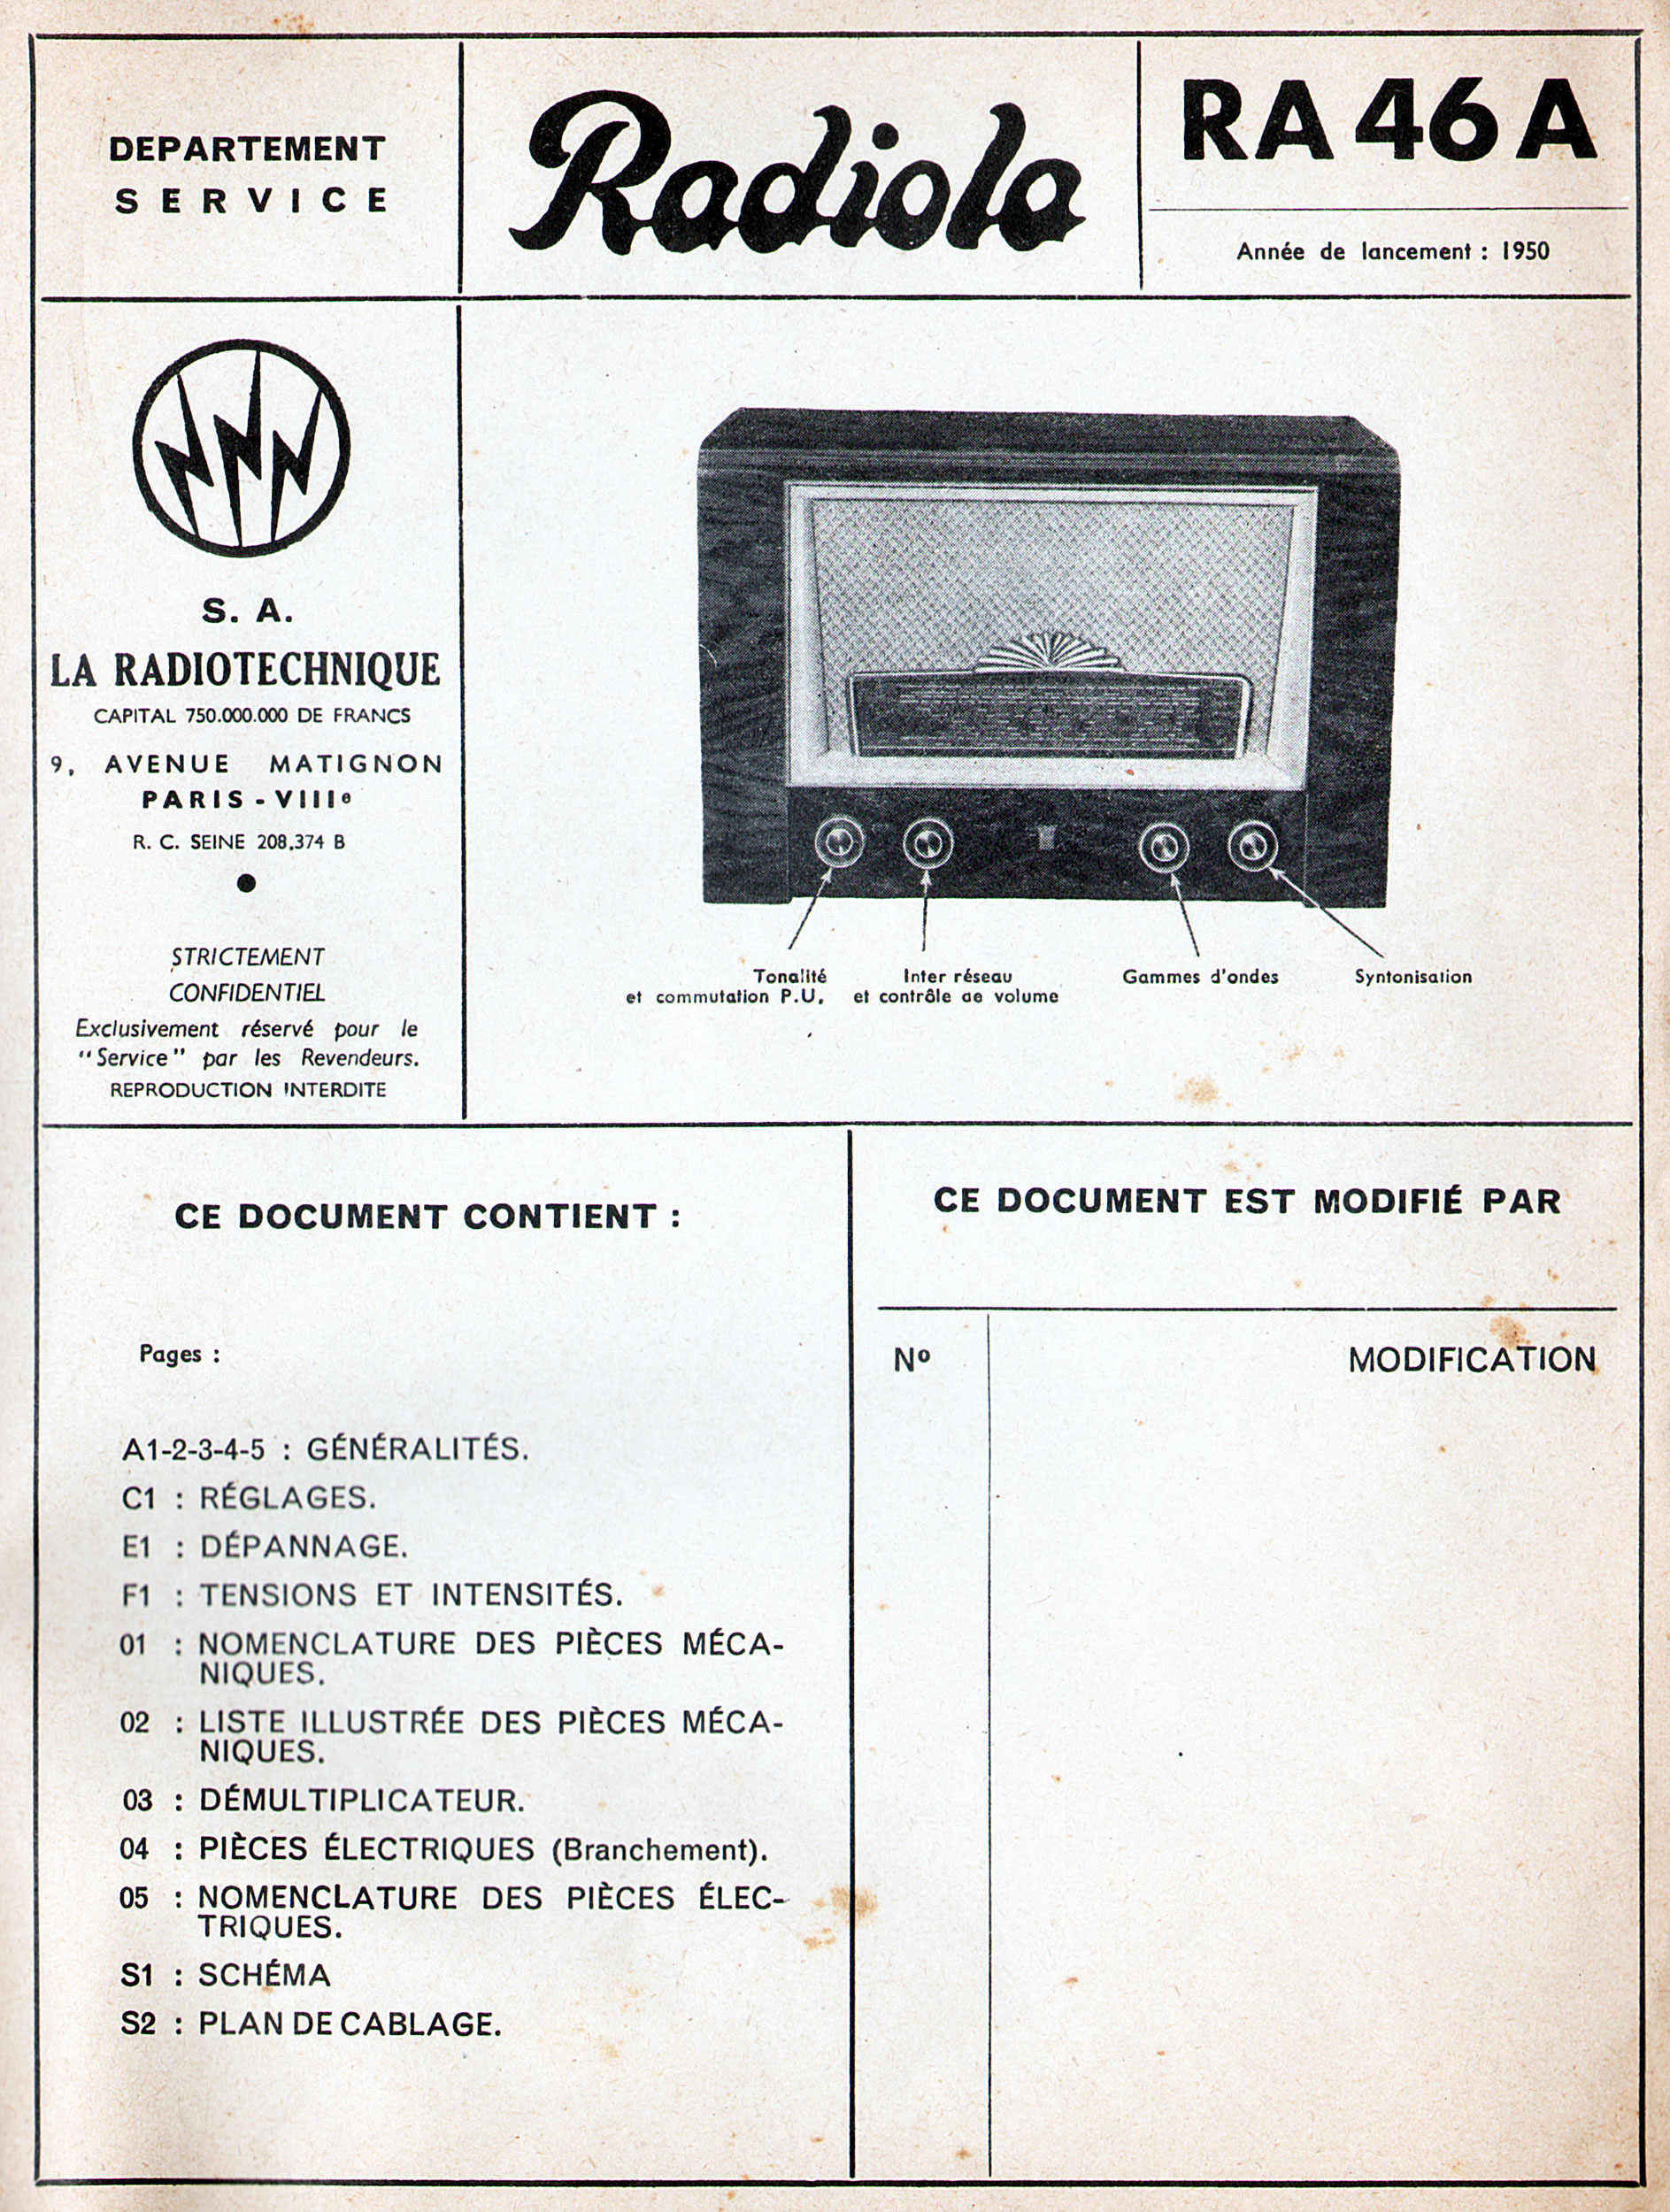 DEPARTEMENT
SERVICE
Radiola
RA 46 A
Année de lancement : 1950
S. A.
LA RADIOTECHNIQUE
CAPITAL 750.000.000 DE FRANCS
9, AVENUE MATIGNON
PARIS - VIIIe
R. C. SEINE 208.374 B
STRICTEMENT
CONFIDENTIEL
Exclusivement réservé pour le
"Service" par les Revendeurs.
REPRODUCTION INTERDITE
Tonalité
et commutation P.U.
Inter réseau
et contrôle de volume
Gammes d'ondes
Syntonisation
CE DOCUMENT CONTIENT :
Pages :
A1-2-3-4-5 : GÉNÉRALITÉS.
C1 : RÉGLAGES.
E1 : DÉPANNAGE.
F1 : TENSIONS ET INTENSITÉS.
01 : NOMENCLATURE DES PIÈCES MÉCA-
NIQUES.
02 : LISTE ILLUSTRÉE DES PIÈCES MÉCA-
NIQUES.
03 : DÉMULTIPLICATEUR.
04 : PIÈCES ÉLECTRIQUES (Branchement).
05 : NOMENCLATURE DES PIÈCES ÉLEC-
TRIQUES.
S1 : SCHÉMA
S2 : PLAN DE CABLAGE.
CE DOCUMENT EST MODIFIÉ PAR
Nº
MODIFICATION